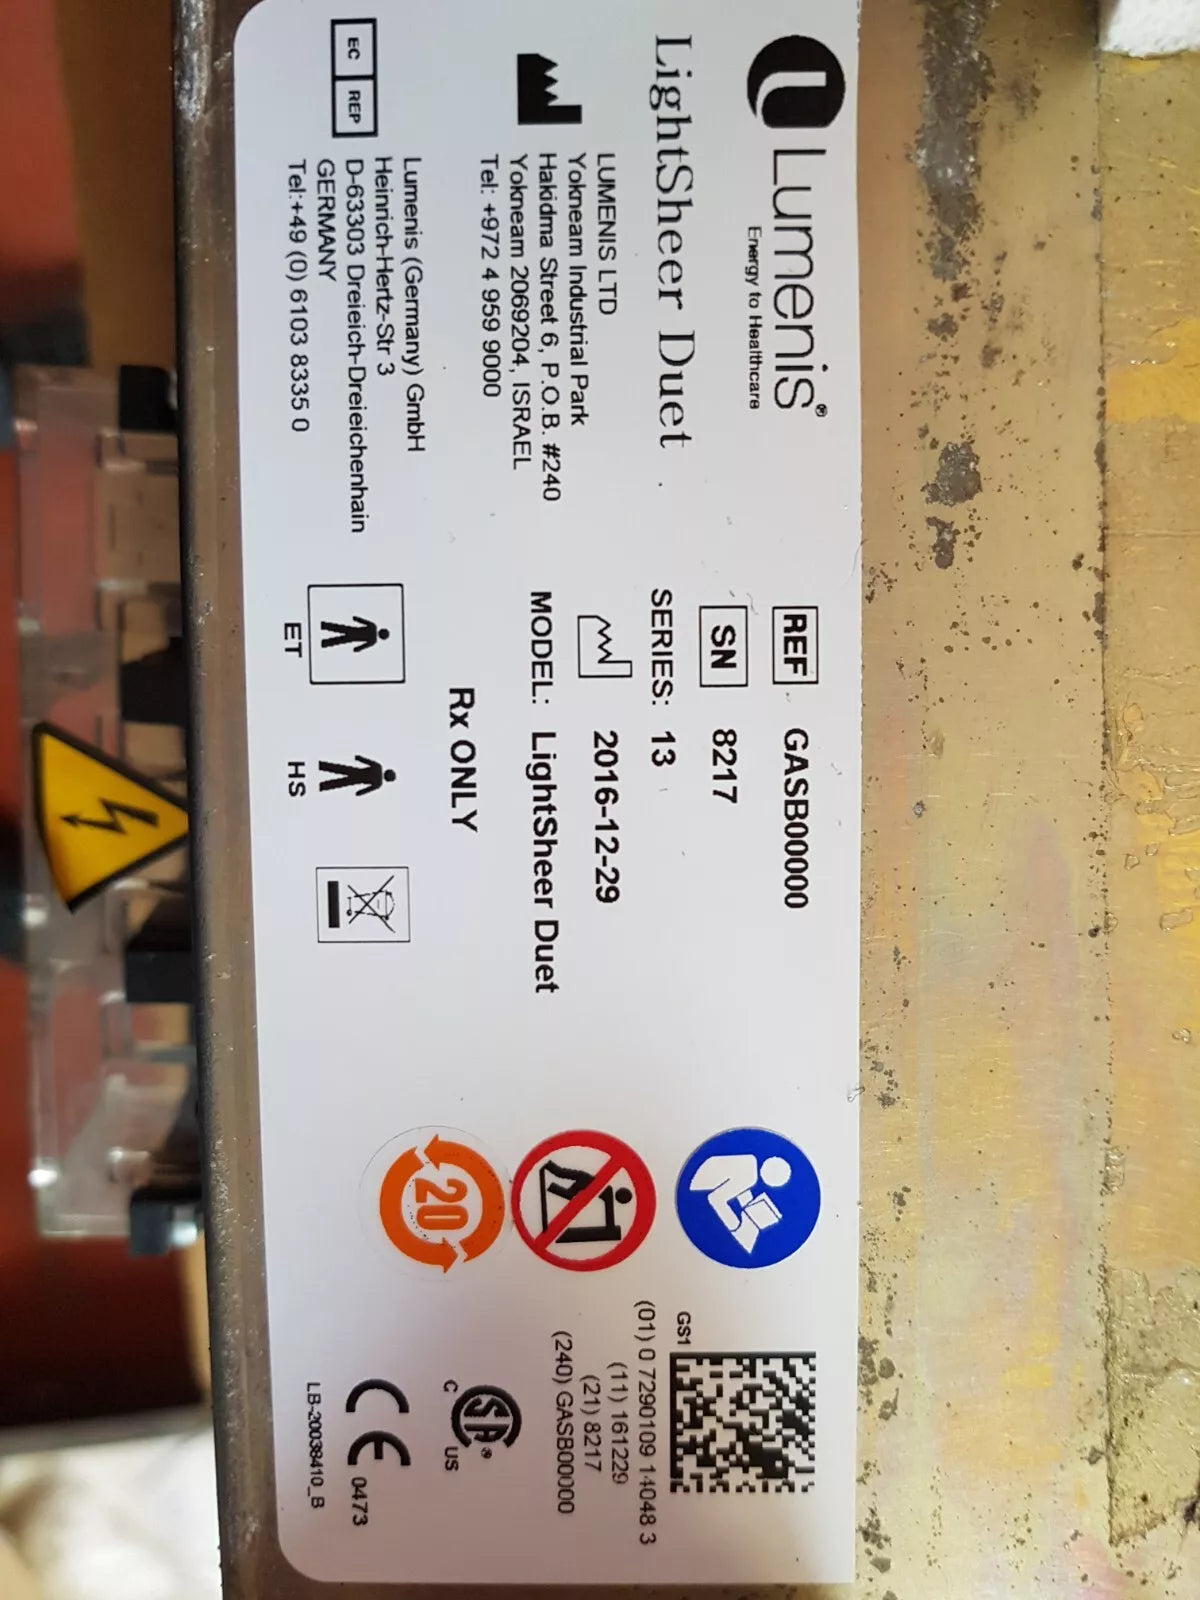 Lumenis®
Energy to Healthcare
LightSheer Duet
LUMENIS LTD
Yokneam Industrial Park
Hakidma Street 6, P.O.B. #240
Yokneam 2069204, ISRAEL
Tel: +972 4 959 9000
EC REP
Lumenis (Germany) GmbH
Heinrich-Hertz-Str 3
D-63303 Dreieich-Dreieichenhain
GERMANY
Tel:+49 (0) 6103 8335 0
REF GASB00000
SN 8217
SERIES: 13
2016-12-29
MODEL: LightSheer Duet
Rx ONLY
ET HS
20
GS1
(01) 0 7290109 14048 3
(11) 161229
(21) 8217
(240) GASB00000
SA®
C US
CE 0473
LB-20038410_B